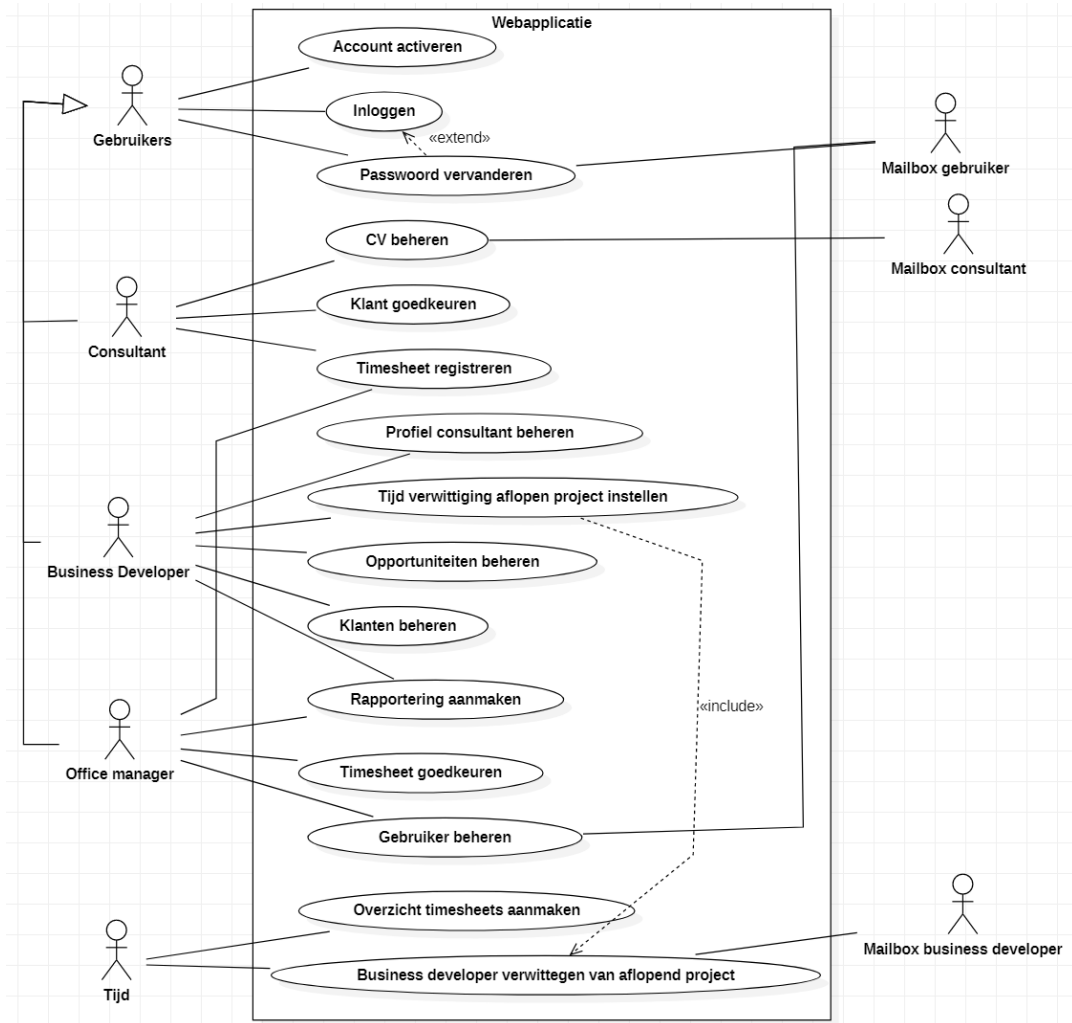 Webapplicatie
Account activeren
Inloggen
Gebruikers
«extend»
Passwoord vervanderen
Mailbox gebruiker
CV beheren
Mailbox consultant
Klant goedkeuren
Consultant
Timesheet registreren
Profiel consultant beheren
Tijd verwittiging aflopen project instellen
Opportuniteiten beheren
Business Developer
Klanten beheren
Rapportering aanmaken
«include»
Office manager
Timesheet goedkeuren
Gebruiker beheren
Overzicht timesheets aanmaken
Mailbox business developer
Business developer verwittegen van aflopend project
Tijd